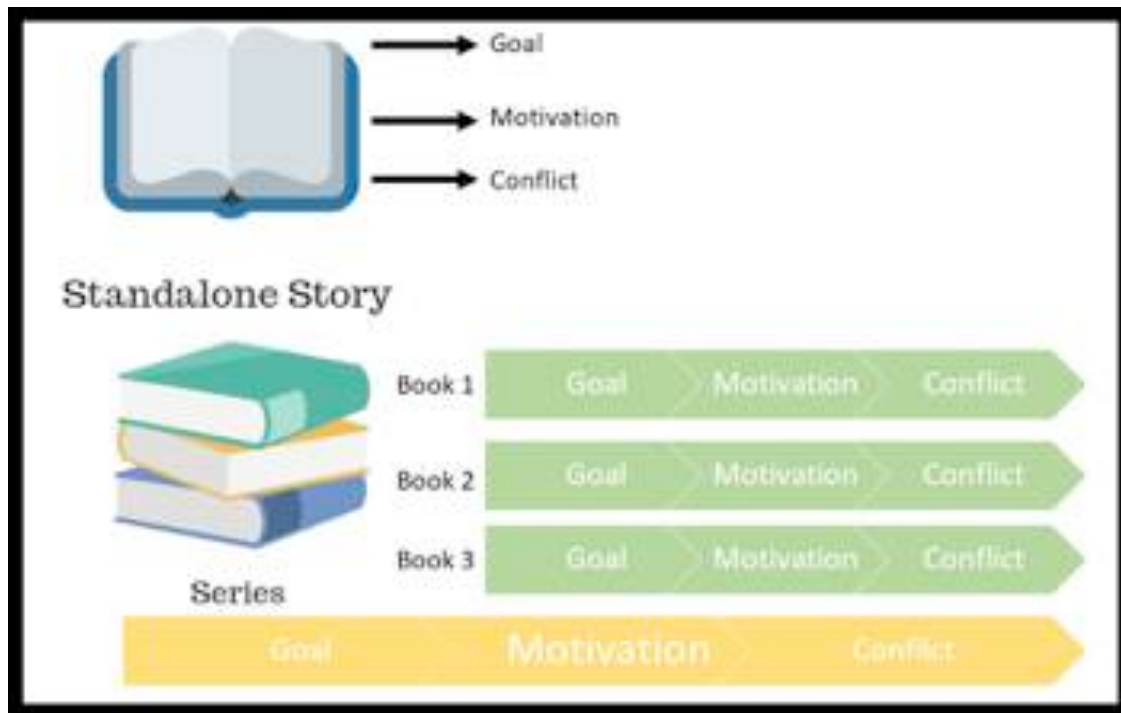 Goal
Motivation
Conflict
Standalone Story
Book 1 Goal Motivation Conflict
Book 2 Goal Motivation Conflict
Book 3 Goal Motivation Conflict
Series
Goal Motivation Conflict